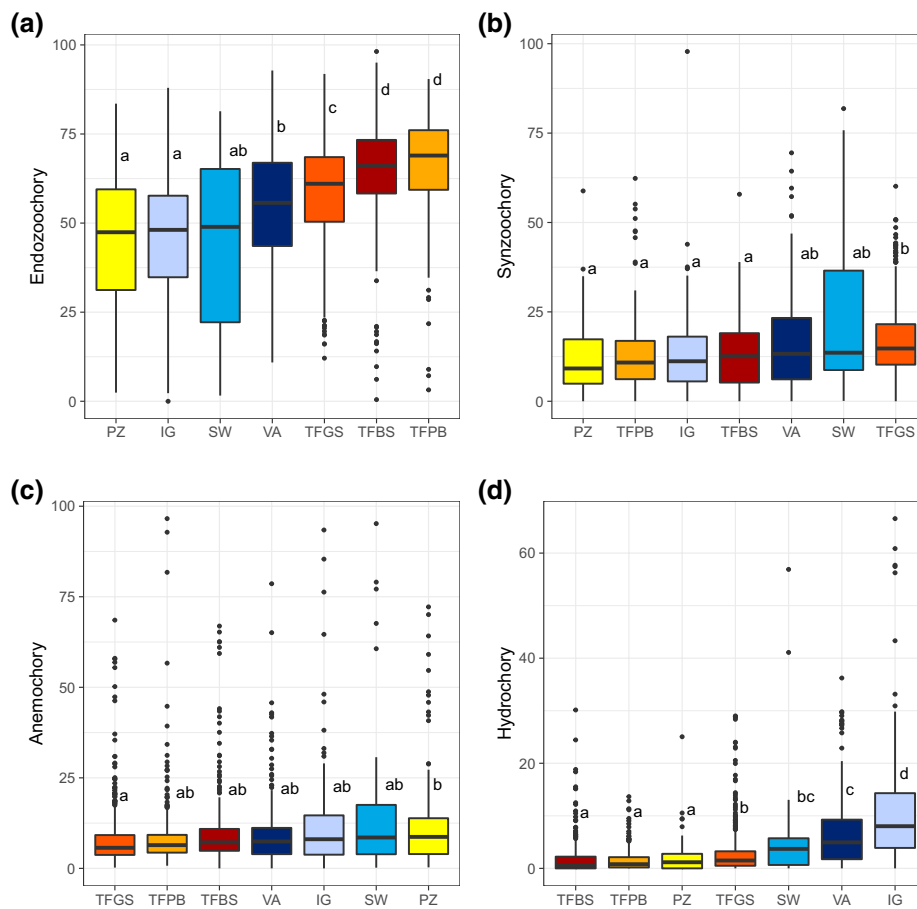 (a)
Endozoochory
100
75
50
25
0
a a ab b c d d
PZ IG SW VA TFGS TFBS TFPB
(b)
Synzoochory
100
75
50
25
0
a a a a ab ab b
PZ TFPB IG TFBS VA SW TFGS
(c)
Anemochory
100
75
50
25
0
a ab ab ab ab ab b
TFGS TFPB TFBS VA IG SW PZ
(d)
Hydrochory
60
40
20
0
a a a b bc c d
TFBS TFPB PZ TFGS SW VA IG